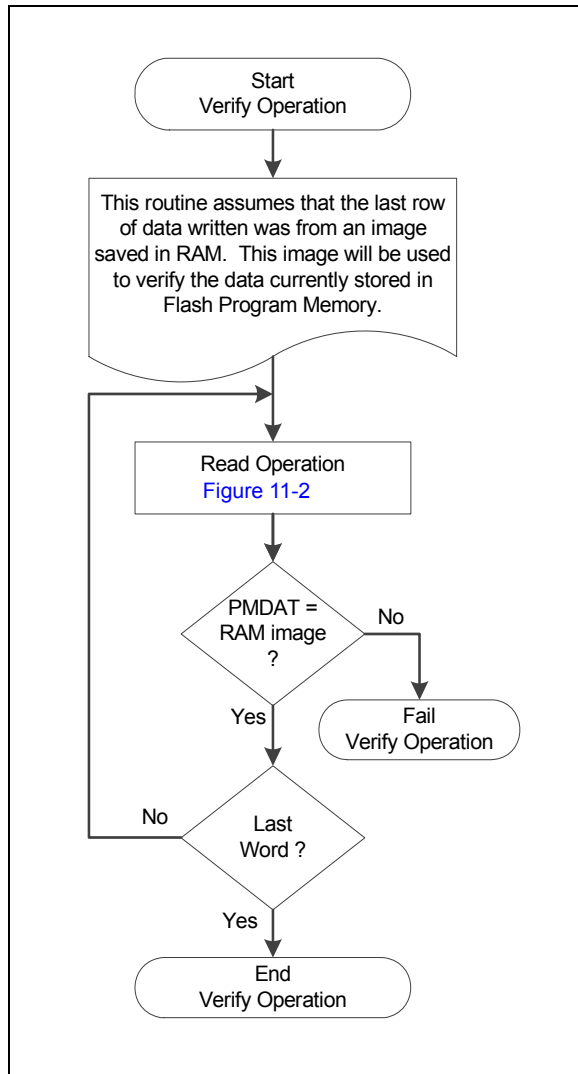 Start
Verify Operation
This routine assumes that the last row
of data written was from an image
saved in RAM. This image will be used
to verify the data currently stored in
Flash Program Memory.
Read Operation
Figure 11-2
PMDAT =
RAM image
?
No
Yes
Fail
Verify Operation
No
Last
Word ?
Yes
End
Verify Operation